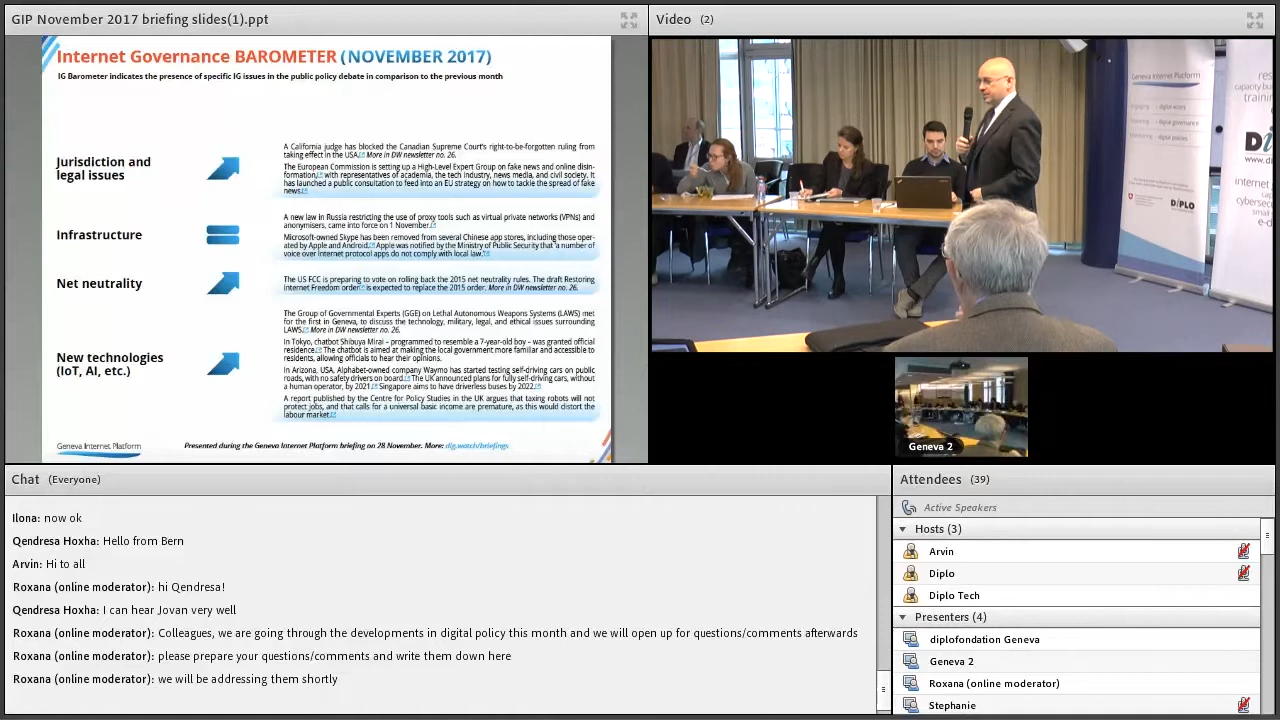 GIP November 2017 briefing slides(1).ppt
Internet Governance BAROMETER (NOVEMBER 2017)
IG Barometer indicates the presence of specific IG issues in the public policy debate in comparison to the previous month
Jurisdiction and
legal issues
A California judge has blocked the Canadian Supreme Court's right-to-be-forgotten ruling from
taking effect in the USA. More in DW newsletter no. 26.
The European Commission is setting up a High-Level Expert Group on fake news and online disin-
formation, with representatives of academia, the tech industry, news media, and civil society. It
has launched a public consultation to feed into an EU strategy on how to tackle the spread of fake
news.
Infrastructure
A new law in Russia restricting the use of proxy tools such as virtual private networks (VPNs) and
anonymisers, came into force on 1 November.
Microsoft-owned Skype has been removed from several Chinese app stores, including those oper-
ated by Apple and Android. Apple was notified by the Ministry of Public Security that 'a number of
voice over internet protocol apps do not comply with local law.'
Net neutrality
The US FCC is preparing to vote on rolling back the 2015 net neutrality rules. The draft Restoring
Internet Freedom order is expected to replace the 2015 order. More in DW newsletter no. 26.
New technologies
(IoT, AI, etc.)
The Group of Governmental Experts (GGE) on Lethal Autonomous Weapons Systems (LAWS) met
for the first in Geneva, to discuss the technology, military, legal, and ethical issues surrounding
LAWS. More in DW newsletter no. 26.
In Tokyo, chatbot Shibuya Mirai – programmed to resemble a 7-year-old boy – was granted official
residence. The chatbot is aimed at making the local government more familiar and accessible to
residents, allowing officials to hear their opinions.
In Arizona, USA, Alphabet-owned company Waymo has started testing self-driving cars on public
roads, with no safety drivers on board. The UK announced plans for fully self-driving cars, without
a human operator, by 2021. Singapore aims to have driverless buses by 2022.
A report published by the Centre for Policy Studies in the UK argues that taxing robots will not
protect jobs, and that calls for a universal basic income are premature, as this would distort the
labour market.
Geneva Internet Platform
Presented during the Geneva Internet Platform briefing on 28 November. More: dig.watch/briefings
Video (2)
Geneva Internet Platform
DIPLO
Geneva 2
Chat (Everyone)
Ilona: now ok
Qendresa Hoxha: Hello from Bern
Arvin: Hi to all
Roxana (online moderator): hi Qendresa!
Qendresa Hoxha: I can hear Jovan very well
Roxana (online moderator): Colleagues, we are going through the developments in digital policy this month and we will open up for questions/comments afterwards
Roxana (online moderator): please prepare your questions/comments and write them down here
Roxana (online moderator): we will be addressing them shortly
Attendees (39)
Active Speakers
Hosts (3)
Arvin
Diplo
Diplo Tech
Presenters (4)
diplofondation Geneva
Geneva 2
Roxana (online moderator)
Stephanie